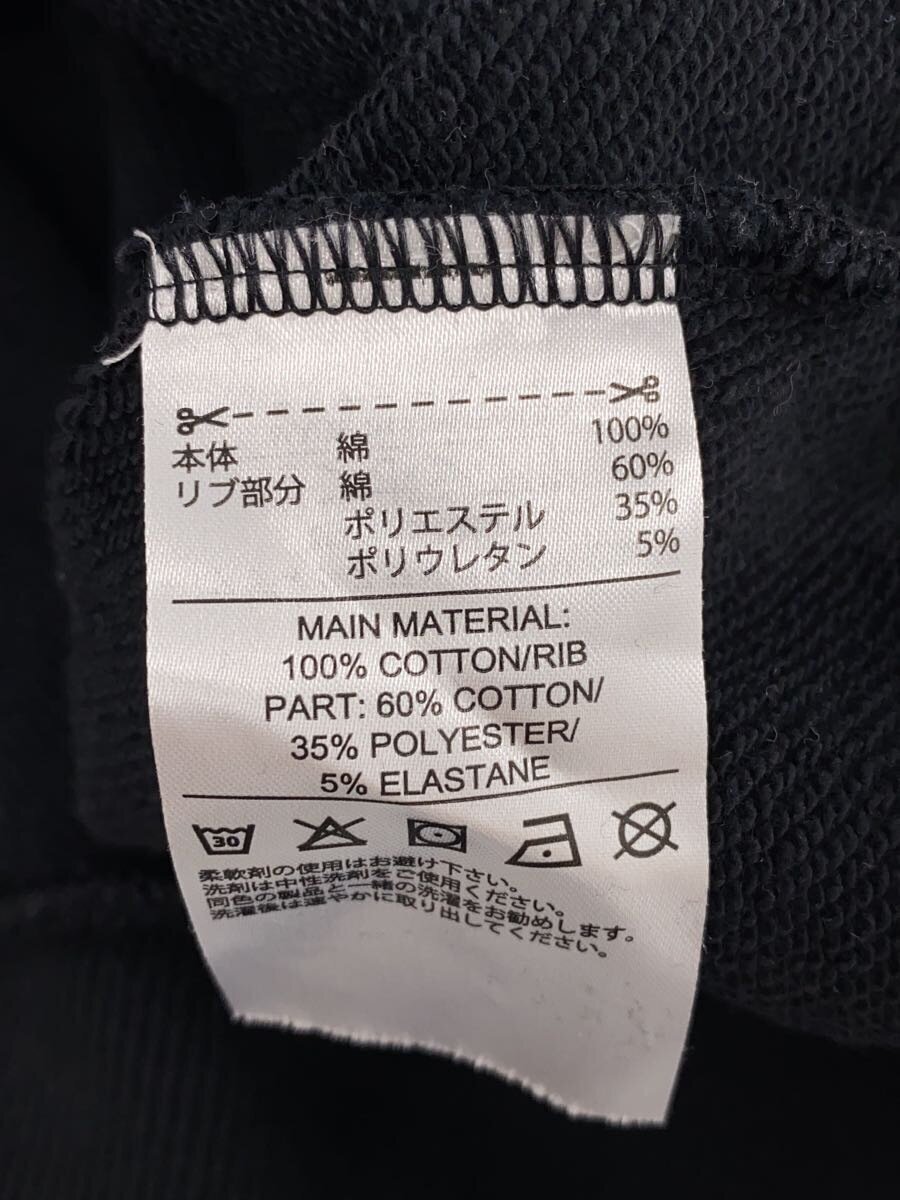 本体 綿 100%
リブ部分 綿 60%
ポリエステル 35%
ポリウレタン 5%
MAIN MATERIAL:
100% COTTON/RIB
PART: 60% COTTON/
35% POLYESTER/
5% ELASTANE
30
柔軟剤の使用はお避け下さい。
洗剤は中性洗剤をご使用ください。
同色の製品と一緒の洗濯をお勧めします。
洗濯後は速やかに取り出してください。